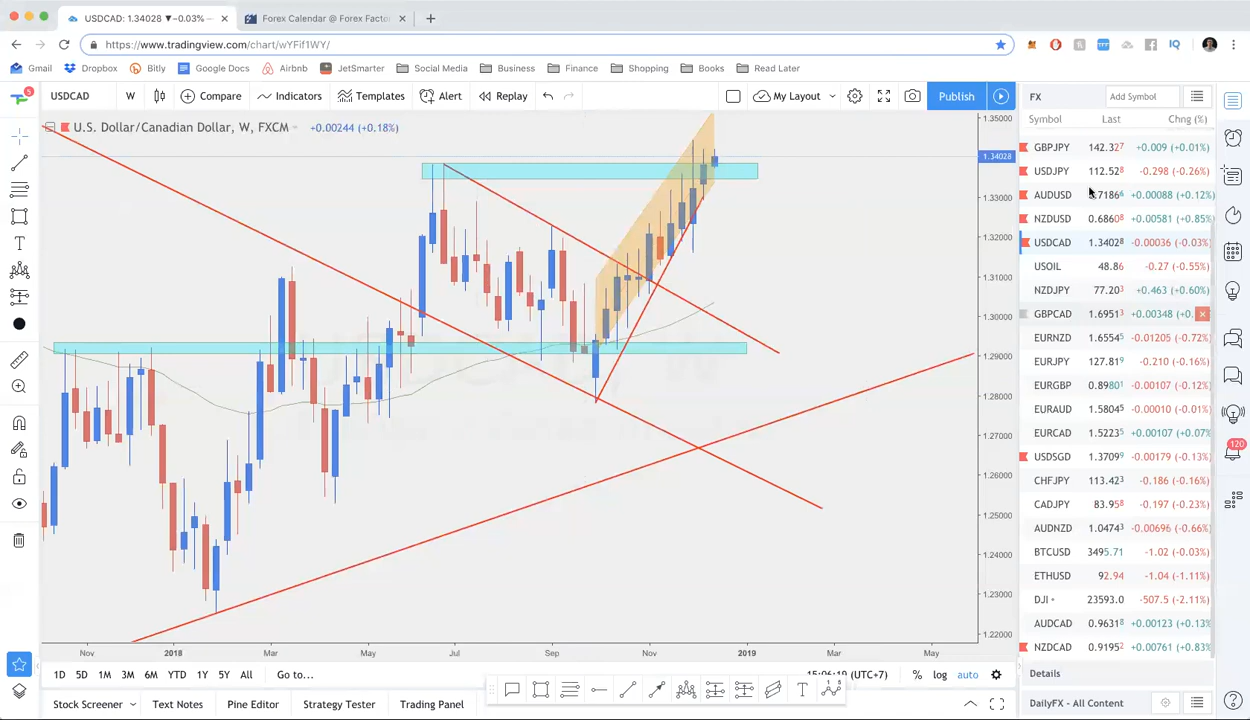 USDCAD: 1.34028 ▼−0.03%
Forex Calendar @ Forex Facto
https://www.tradingview.com/chart/wYFif1WY/
Gmail Dropbox Bitly Google Docs Airbnb JetSmarter Social Media Business Finance Shopping Books Read Later
5
USDCAD W Compare Indicators Templates Alert Replay My Layout Publish
U.S. Dollar/Canadian Dollar, W, FXCM +0.00244 (+0.18%)
1.35000
1.34028
1.33000
1.32000
1.31000
1.30000
1.29000
1.28000
1.27000
1.26000
1.25000
1.24000
1.23000
1.22000
Nov 2018 Mar May Jul Sep Nov 2019 Mar May
1D 5D 1M 3M 6M YTD 1Y 5Y All Go to...
15:06:19 (UTC+7) % log auto
Stock Screener Text Notes Pine Editor Strategy Tester Trading Panel
FX Add Symbol
Symbol Last Chng (%)
GBPJPY 142.327 +0.009 (+0.01%)
USDJPY 112.528 -0.298 (-0.26%)
AUDUSD .7186 +0.00088 (+0.12%)
NZDUSD 0.68608 +0.00581 (+0.85%)
USDCAD 1.34028 -0.00036 (-0.03%)
USOIL 48.86 -0.27 (-0.55%)
NZDJPY 77.203 +0.463 (+0.60%)
GBPCAD 1.69513 +0.00348 (+0.
EURNZD 1.65545 -0.01205 (-0.72%)
EURJPY 127.819 -0.210 (-0.16%)
EURGBP 0.89801 -0.00107 (-0.12%)
EURAUD 1.58045 -0.00010 (-0.01%)
EURCAD 1.52235 +0.00107 (+0.07%
USDSGD 1.37099 -0.00179 (-0.13%)
CHFJPY 113.423 -0.186 (-0.16%)
CADJPY 83.958 -0.197 (-0.23%)
AUDNZD 1.04743 -0.00696 (-0.66%)
BTCUSD 3495.71 -1.02 (-0.03%)
ETHUSD 92.94 -1.04 (-1.11%)
DJI 23593.0 -507.5 (-2.11%)
AUDCAD 0.96318 +0.00123 (+0.13%
NZDCAD 0.91952 +0.00761 (+0.83%
Details
DailyFX - All Content
120